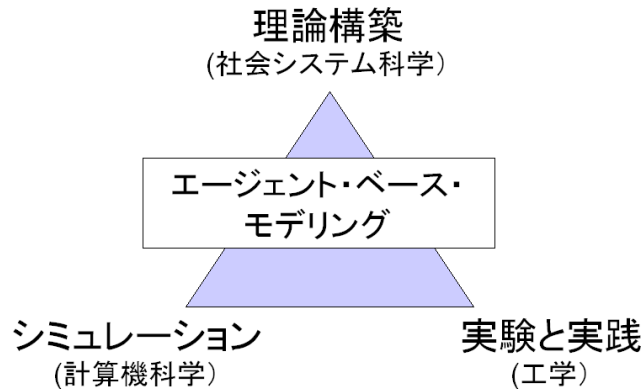 理論構築
(社会システム科学)
エージェント・ベース・
モデリング
シミュレーション
(計算機科学)
実験と実践
(工学)